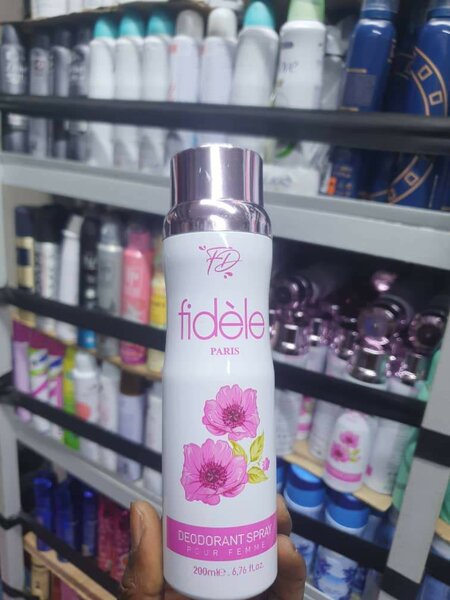 FD
fidèle
PARIS
DEODORANT SPRAY
POUR FEMME
200ml e . 6,76 fl.oz.